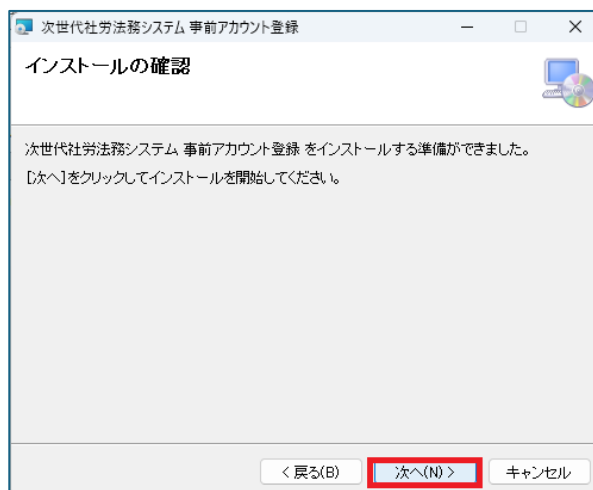 次世代社労法務システム 事前アカウント登録
インストールの確認
次世代社労法務システム 事前アカウント登録 をインストールする準備ができました。
[次へ]をクリックしてインストールを開始してください。
< 戻る(B)
次へ(N) >
キャンセル